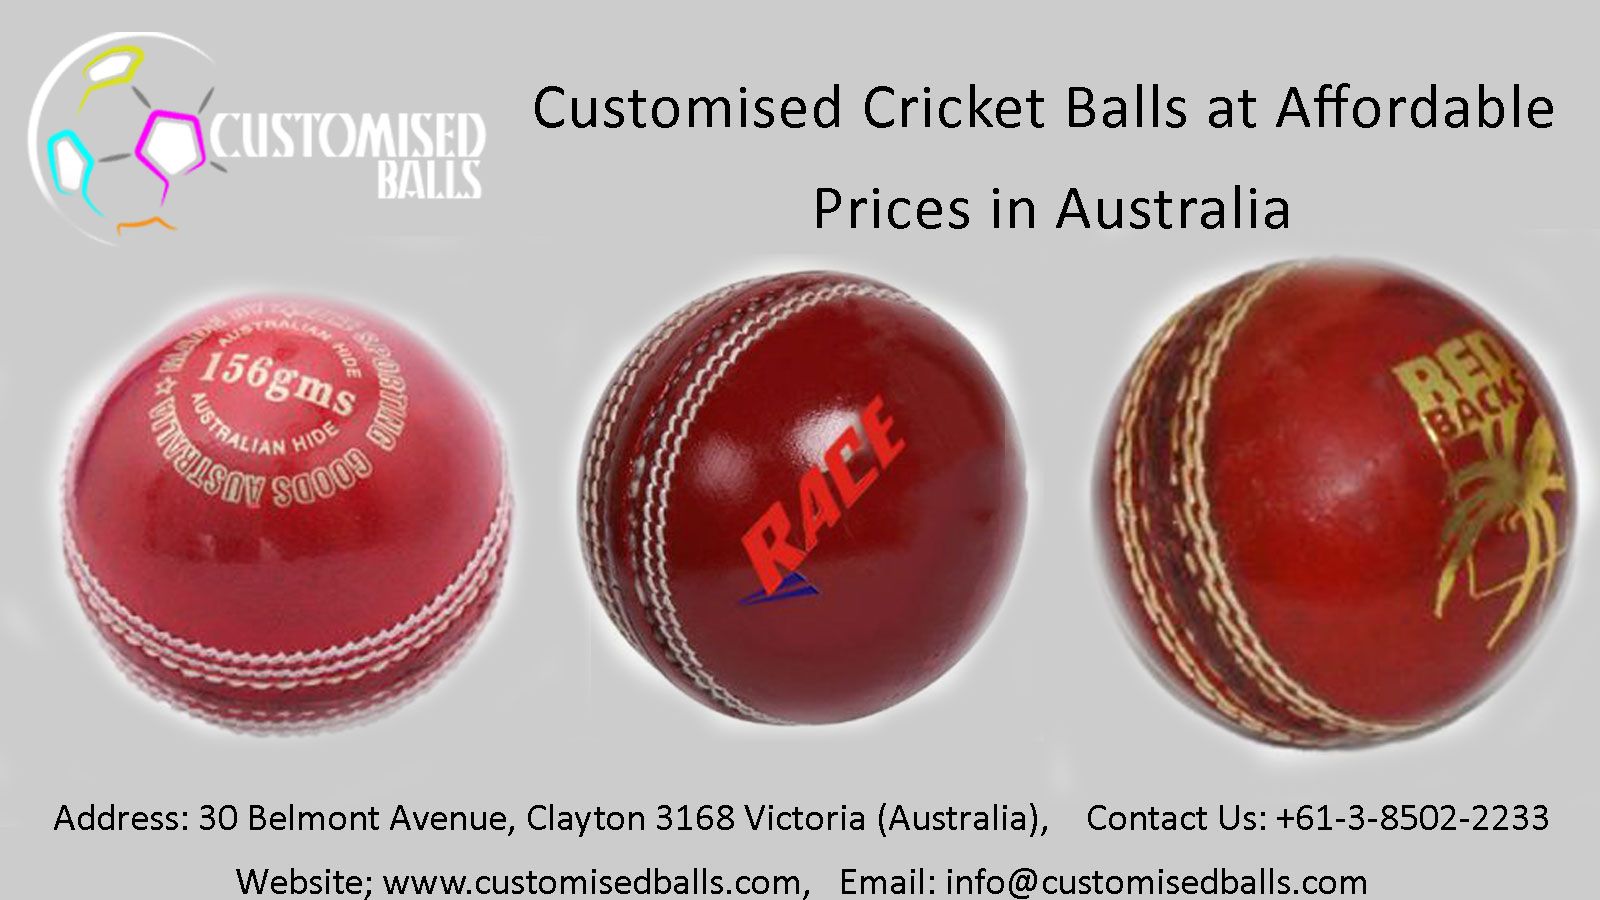 CUSTOMISED
BALLS
Customised Cricket Balls at Affordable
Prices in Australia
AUSTRALIAN HIDE
156gms
AUSTRALIAN HIDE
SPORTING GOODS AUSTRALIA
RACE
RED
BACKS
Address: 30 Belmont Avenue, Clayton 3168 Victoria (Australia),    Contact Us: +61-3-8502-2233
Website; www.customisedballs.com,   Email: info@customisedballs.com